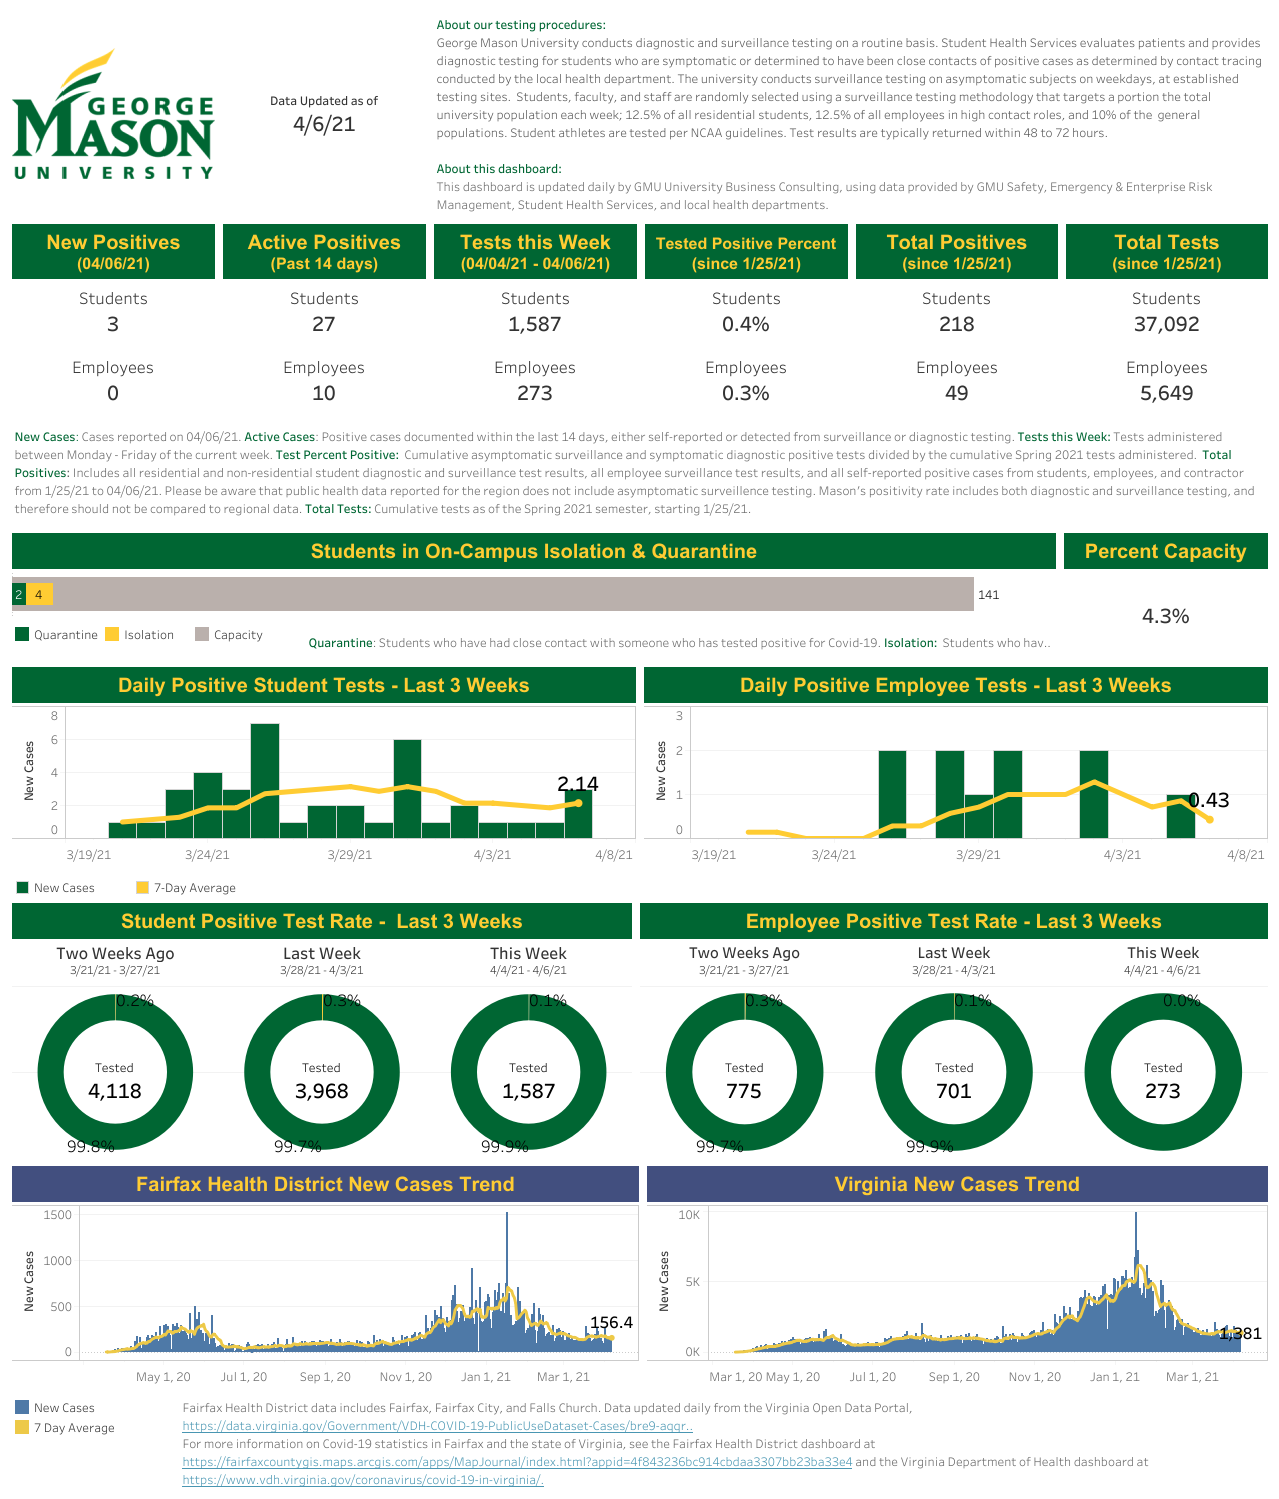 About our testing procedures:
George Mason University conducts diagnostic and surveillance testing on a routine basis. Student Health Services evaluates patients and provides
diagnostic testing for students who are symptomatic or determined to have been close contacts of positive cases as determined by contact tracing
conducted by the local health department. The university conducts surveillance testing on asymptomatic subjects on weekdays, at established
testing sites. Students, faculty, and staff are randomly selected using a surveillance testing methodology that targets a portion the total
university population each week; 12.5% of all residential students, 12.5% of all employees in high contact roles, and 10% of the general
populations. Student athletes are tested per NCAA guidelines. Test results are typically returned within 48 to 72 hours.
GEORGE
MASON
UNIVERSITY
Data Updated as of
4/6/21
About this dashboard:
This dashboard is updated daily by GMU University Business Consulting, using data provided by GMU Safety, Emergency & Enterprise Risk
Management, Student Health Services, and local health departments.
New Positives Active Positives Tests this Week Tested Positive Percent Total Positives Total Tests
(04/06/21) (Past 14 days) (04/04/21 - 04/06/21) (since 1/25/21) (since 1/25/21) (since 1/25/21)
Students Students Students Students Students Students
3 27 1,587 0.4% 218 37,092
Employees Employees Employees Employees Employees Employees
0 10 273 0.3% 49 5,649
New Cases: Cases reported on 04/06/21. Active Cases: Positive cases documented within the last 14 days, either self-reported or detected from surveillance or diagnostic testing. Tests this Week: Tests administered
between Monday - Friday of the current week. Test Percent Positive: Cumulative asymptomatic surveillance and symptomatic diagnostic positive tests divided by the cumulative Spring 2021 tests administered. Total
Positives: Includes all residential and non-residential student diagnostic and surveillance test results, all employee surveillance test results, and all self-reported positive cases from students, employees, and contractor
from 1/25/21 to 04/06/21. Please be aware that public health data reported for the region does not include asymptomatic surveillence testing. Mason's positivity rate includes both diagnostic and surveillance testing, and
therefore should not be compared to regional data. Total Tests: Cumulative tests as of the Spring 2021 semester, starting 1/25/21.
Students in On-Campus Isolation & Quarantine Percent Capacity
2 4 141
4.3%
Quarantine Isolation Capacity
Quarantine: Students who have had close contact with someone who has tested positive for Covid-19. Isolation: Students who hav..
Daily Positive Student Tests - Last 3 Weeks
New Cases
8
6
4
2
0
2.14
3/19/21 3/24/21 3/29/21 4/3/21 4/8/21
Daily Positive Employee Tests - Last 3 Weeks
New Cases
3
2
1
0
0.43
3/19/21 3/24/21 3/29/21 4/3/21 4/8/21
New Cases 7-Day Average
Student Positive Test Rate - Last 3 Weeks
Two Weeks Ago Last Week This Week
3/21/21 - 3/27/21 3/28/21 - 4/3/21 4/4/21 - 4/6/21
0.2% 0.3% 0.1%
Tested Tested Tested
4,118 3,968 1,587
99.8% 99.7% 99.9%
Employee Positive Test Rate - Last 3 Weeks
Two Weeks Ago Last Week This Week
3/21/21 - 3/27/21 3/28/21 - 4/3/21 4/4/21 - 4/6/21
0.3% 0.1% 0.0%
Tested Tested Tested
775 701 273
99.7% 99.9%
Fairfax Health District New Cases Trend
New Cases
1500
1000
500
0
156.4
May 1, 20 Jul 1, 20 Sep 1, 20 Nov 1, 20 Jan 1, 21 Mar 1, 21
Virginia New Cases Trend
New Cases
10K
5K
0K
1,381
Mar 1, 20 May 1, 20 Jul 1, 20 Sep 1, 20 Nov 1, 20 Jan 1, 21 Mar 1, 21
New Cases
7 Day Average
Fairfax Health District data includes Fairfax, Fairfax City, and Falls Church. Data updated daily from the Virginia Open Data Portal,
https://data.virginia.gov/Government/VDH-COVID-19-PublicUseDataset-Cases/bre9-aqqr..
For more information on Covid-19 statistics in Fairfax and the state of Virginia, see the Fairfax Health District dashboard at
https://fairfaxcountygis.maps.arcgis.com/apps/MapJournal/index.html?appid=4f843236bc914cbdaa3307bb23ba33e4 and the Virginia Department of Health dashboard at
https://www.vdh.virginia.gov/coronavirus/covid-19-in-virginia/.